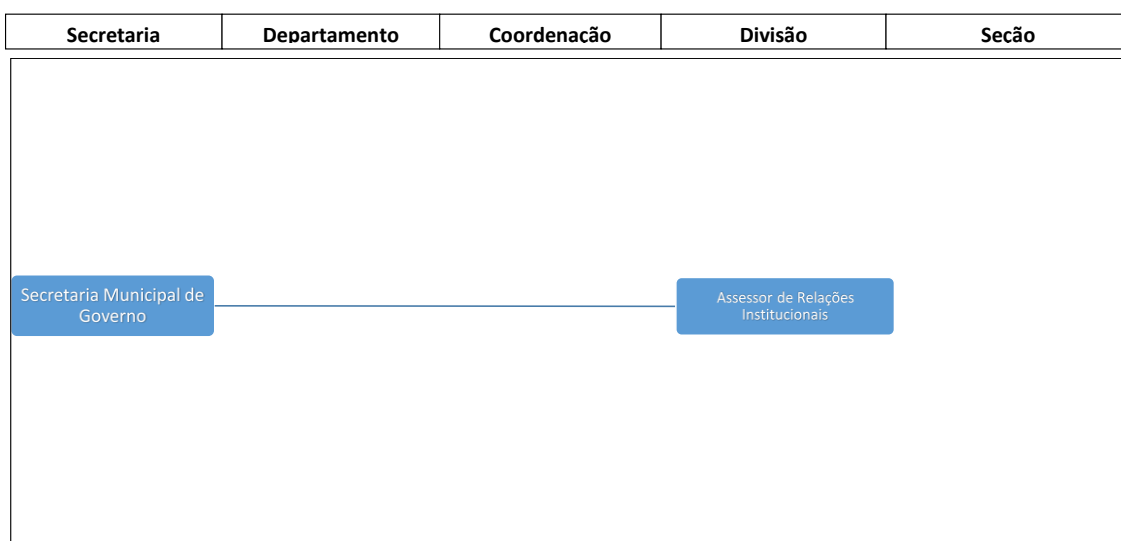 Secretaria Departamento Coordenação Divisão Seção
Secretaria Municipal de
Governo
Assessor de Relações
Institucionais